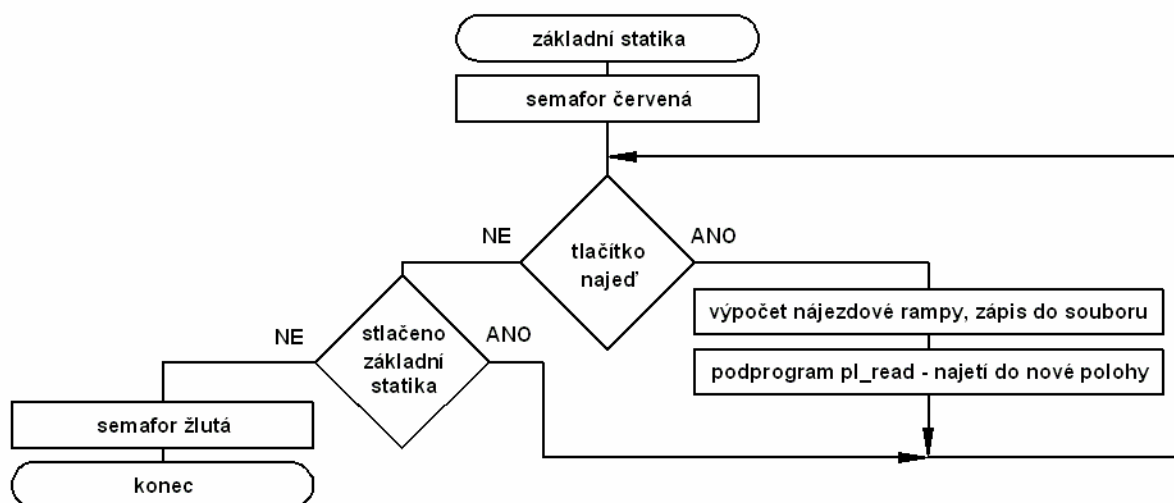 základní statika
semafor červená
NE
ANO
tlačítko
najeď
výpočet nájezdové rampy, zápis do souboru
NE
stlačeno
základní
statika
ANO
podprogram pl_read - najetí do nové polohy
semafor žlutá
konec